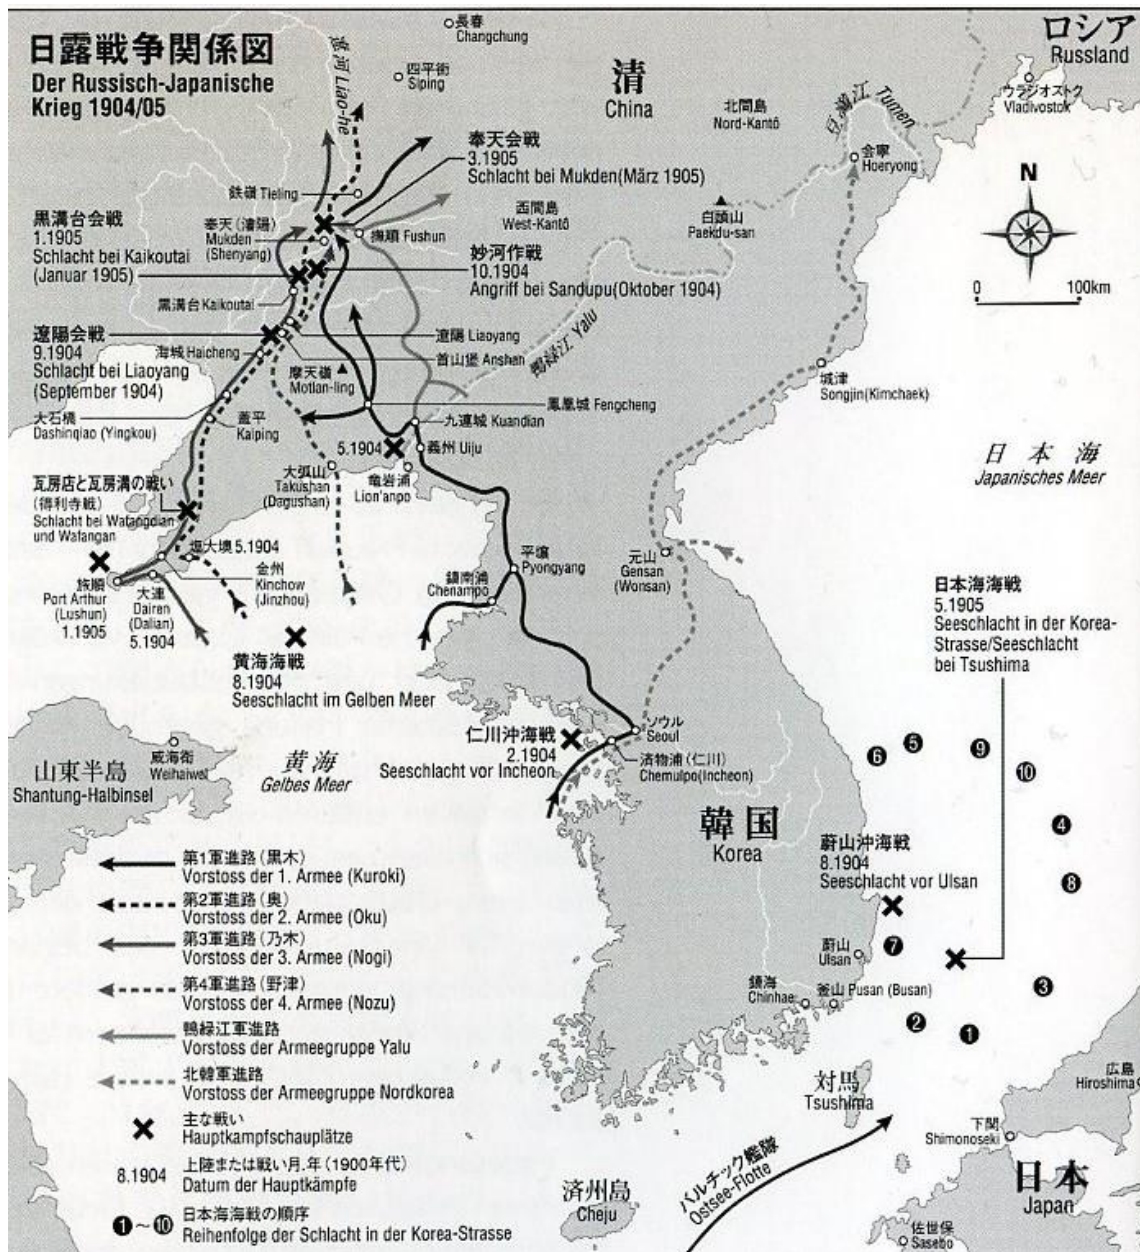 日露戦争関係図
Der Russisch-Japanische
Krieg 1904/05
長春
Changchung
ロシア
Russland
四平街
Siping
遼河 Liao-he
清
China
ウラジオストク
Vladivostok
北間島
Nord-Kantô
豆満江 Tumen
会寧
Hoeryong
奉天会戦
3.1905
Schlacht bei Mukden(März 1905)
鉄嶺 Tieling
西間島
West-Kantô
白頭山
Paekdu-san
N
0 100km
黒溝台会戦
1.1905
Schlacht bei Kaikoutai
(Januar 1905)
奉天(瀋陽)
Mukden
(Shenyang)
撫順 Fushun
妙河作戦
10.1904
Angriff bei Sandupu(Oktober 1904)
黒溝台 Kaikoutai
遼陽会戦
9.1904
Schlacht bei Liaoyang
(September 1904)
海城 Haicheng
遼陽 Liaoyang
首山堡 Anshan
鴨緑江 Yalu
摩天嶺
Motian-ling
城津
Songjin(Kimchaek)
大石橋
Dashinqiao (Yingkou)
蓋平
Kaiping
鳳凰城 Fengcheng
九連城 Kuandian
5.1904
義州 Uiju
日本海
Japanisches Meer
瓦房店と瓦房溝の戦い
(得利寺戦)
Schlacht bei Wafangdian
und Wafangan
大弧山
Takushan
(Dagushan)
竜岩浦
Lion'anpo
塩大墺 5.1904
金州
Kinchow
(Jinzhou)
旅順
Port Arthur
(Lushun)
1.1905
大連
Dairen
(Dalian)
5.1904
平壌
Pyongyang
鎮南浦
Chenampo
元山
Gensan
(Wonsan)
日本海海戦
5.1905
Seeschlacht in der Korea-
Strasse/Seeschlacht
bei Tsushima
黄海海戦
8.1904
Seeschlacht im Gelben Meer
仁川沖海戦
2.1904
Seeschlacht vor Incheon
ソウル
Seoul
済物浦(仁川)
Chemulpo(Incheon)
威海衛
Weihaiwei
山東半島
Shantung-Halbinsel
黄海
Gelbes Meer
韓国
Korea
❻ ❺ ❾
❿
❹
❽
蔚山沖海戦
8.1904
Seeschlacht vor Ulsan
❼
蔚山
Ulsan
❸
鎮海
Chinhae
釜山 Pusan (Busan)
❷ ❶
対馬
Tsushima
広島
Hiroshima
下関
Shimonoseki
バルチック艦隊
Ostsee-Flotte
日本
Japan
済州島
Cheju
佐世保
Sasebo
第1軍進路(黒木)
Vorstoss der 1. Armee (Kuroki)
第2軍進路(奥)
Vorstoss der 2. Armee (Oku)
第3軍進路(乃木)
Vorstoss der 3. Armee (Nogi)
第4軍進路(野津)
Vorstoss der 4. Armee (Nozu)
鴨緑江軍進路
Vorstoss der Armeegruppe Yalu
北韓軍進路
Vorstoss der Armeegruppe Nordkorea
主な戦い
Hauptkampfschauplätze
8.1904 上陸または戦い月.年(1900年代)
Datum der Hauptkämpfe
❶〜❿ 日本海海戦の順序
Reihenfolge der Schlacht in der Korea-Strasse